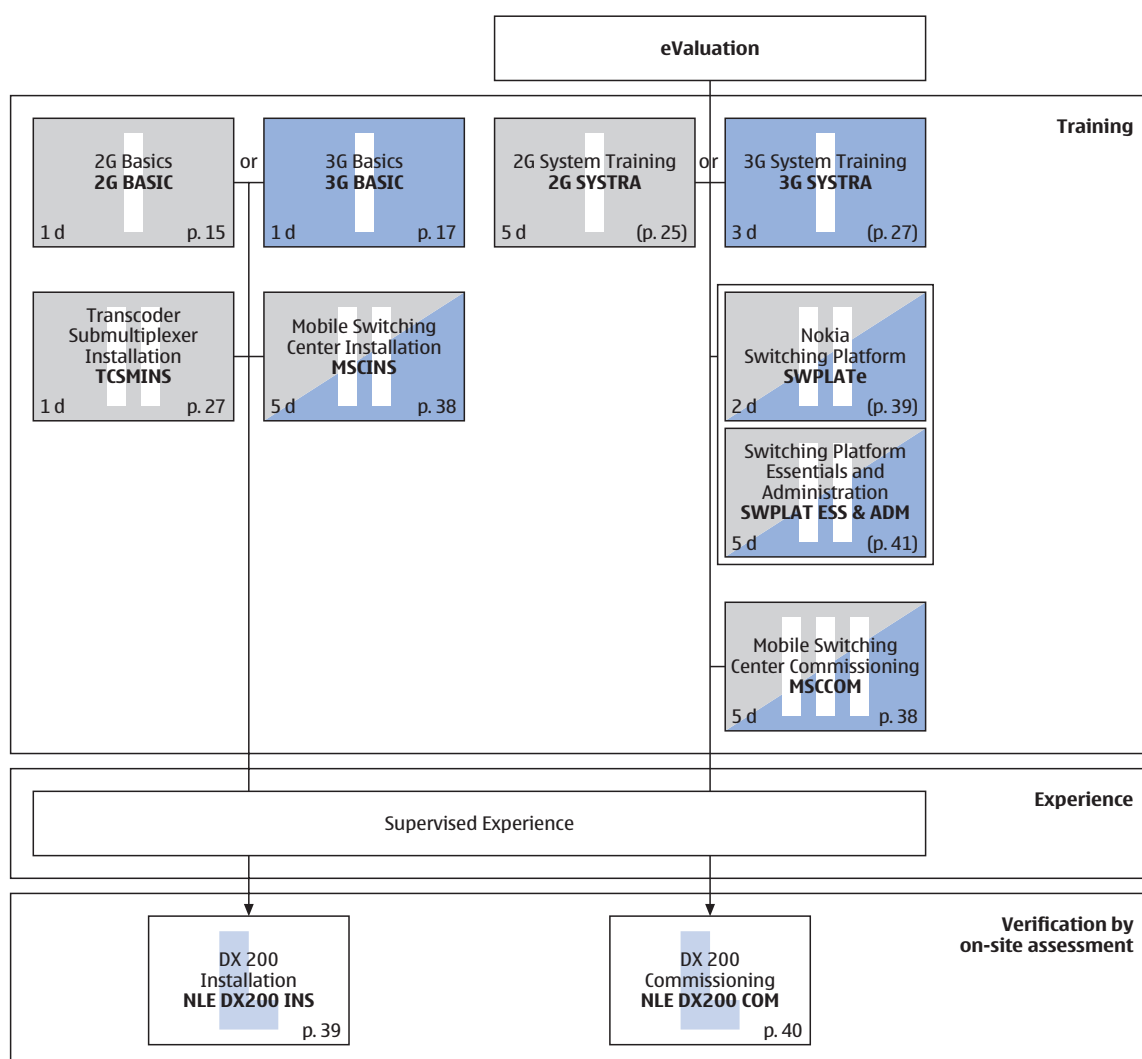 eValuation
Training
2G Basics
2G BASIC
1 d p. 15
or
3G Basics
3G BASIC
1 d p. 17
2G System Training
2G SYSTRA
5 d (p. 25)
or
3G System Training
3G SYSTRA
3 d (p. 27)
Transcoder
Submultiplexer
Installation
TCSMINS
1 d p. 27
Mobile Switching
Center Installation
MSCINS
5 d p. 38
Nokia
Switching Platform
SWPLATe
2 d (p. 39)
Switching Platform
Essentials and
Administration
SWPLAT ESS & ADM
5 d (p. 41)
Mobile Switching
Center Commissioning
MSCCOM
5 d p. 38
Experience
Supervised Experience
Verification by
on-site assessment
DX 200
Installation
NLE DX200 INS
p. 39
DX 200
Commissioning
NLE DX200 COM
p. 40